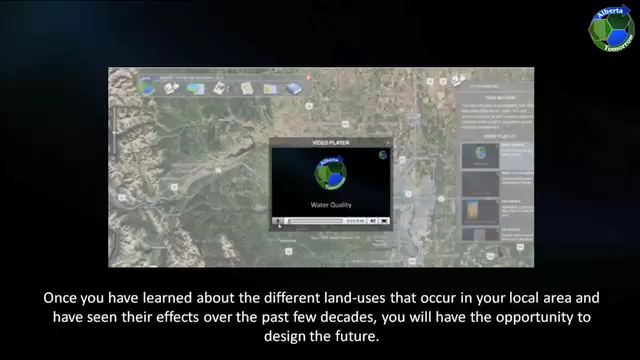 Alberta
Tomorrow
VIDEO PLAYER
Alberta
Tomorrow
Water Quality
Once you have learned about the different land-uses that occur in your local area and
have seen their effects over the past few decades, you will have the opportunity to
design the future.